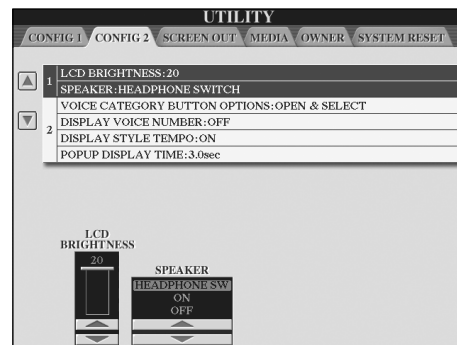 UTILITY
CONFIG 1 CONFIG 2 SCREEN OUT MEDIA OWNER SYSTEM RESET
1 LCD BRIGHTNESS:20
SPEAKER:HEADPHONE SWITCH
2 VOICE CATEGORY BUTTON OPTIONS:OPEN & SELECT
DISPLAY VOICE NUMBER:OFF
DISPLAY STYLE TEMPO:ON
POPUP DISPLAY TIME:3.0sec
LCD
BRIGHTNESS
20
SPEAKER
HEADPHONE SW
ON
OFF